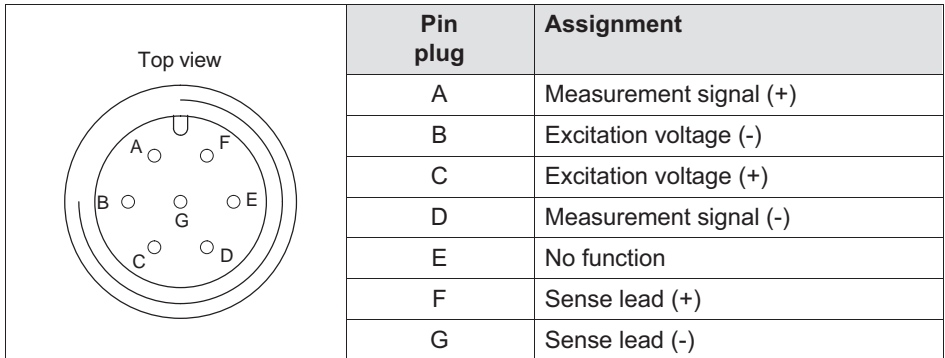 Top view
A
F
B
G
E
C
D
Pin plug Assignment
A Measurement signal (+)
B Excitation voltage (-)
C Excitation voltage (+)
D Measurement signal (-)
E No function
F Sense lead (+)
G Sense lead (-)